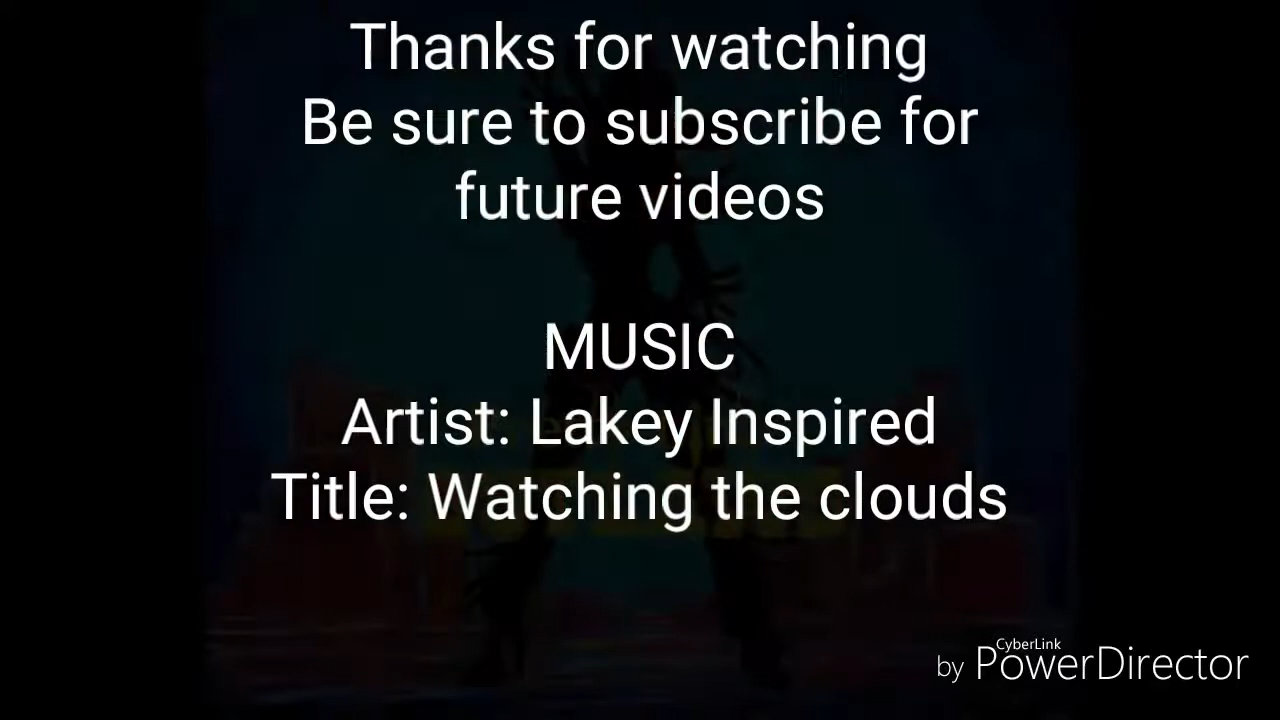 Thanks for watching
Be sure to subscribe for
future videos
MUSIC
Artist: Lakey Inspired
Title: Watching the clouds
CyberLink
by PowerDirector